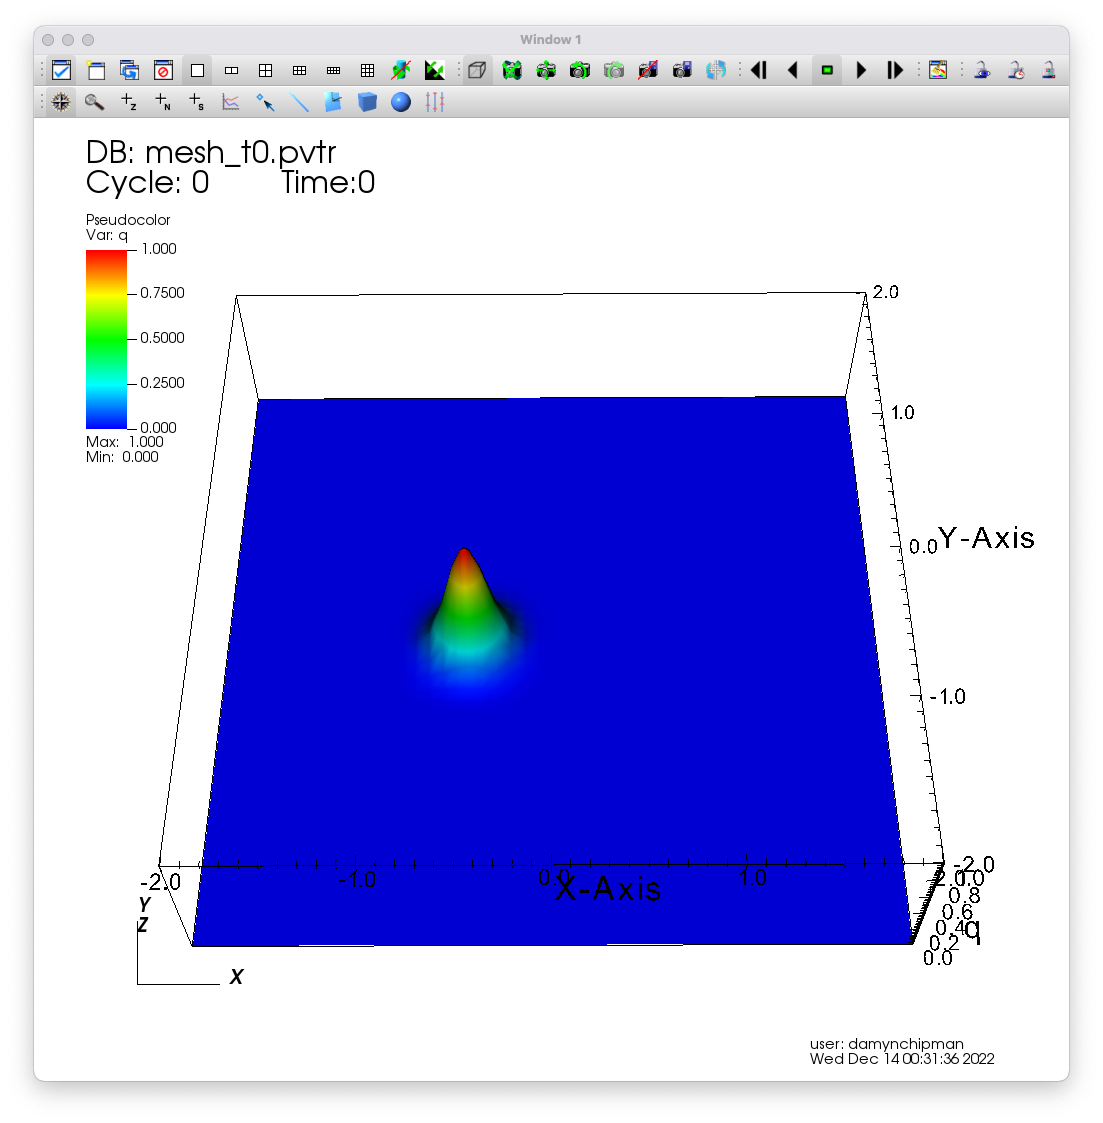 Window 1
DB: mesh_t0.pvtr
Cycle: 0 Time:0
Pseudocolor
Var: q
1.000
0.7500
0.5000
0.2500
0.000
Max: 1.000
Min: 0.000
2.0
1.0
0.0 Y-Axis
-1.0
-2.0
-2.0 -1.0 0.0 1.0 2.0
X-Axis
1.0
0.8
0.6
0.4 q
0.2
0.0
Y
Z
X
user: damynchipman
Wed Dec 14 00:31:36 2022